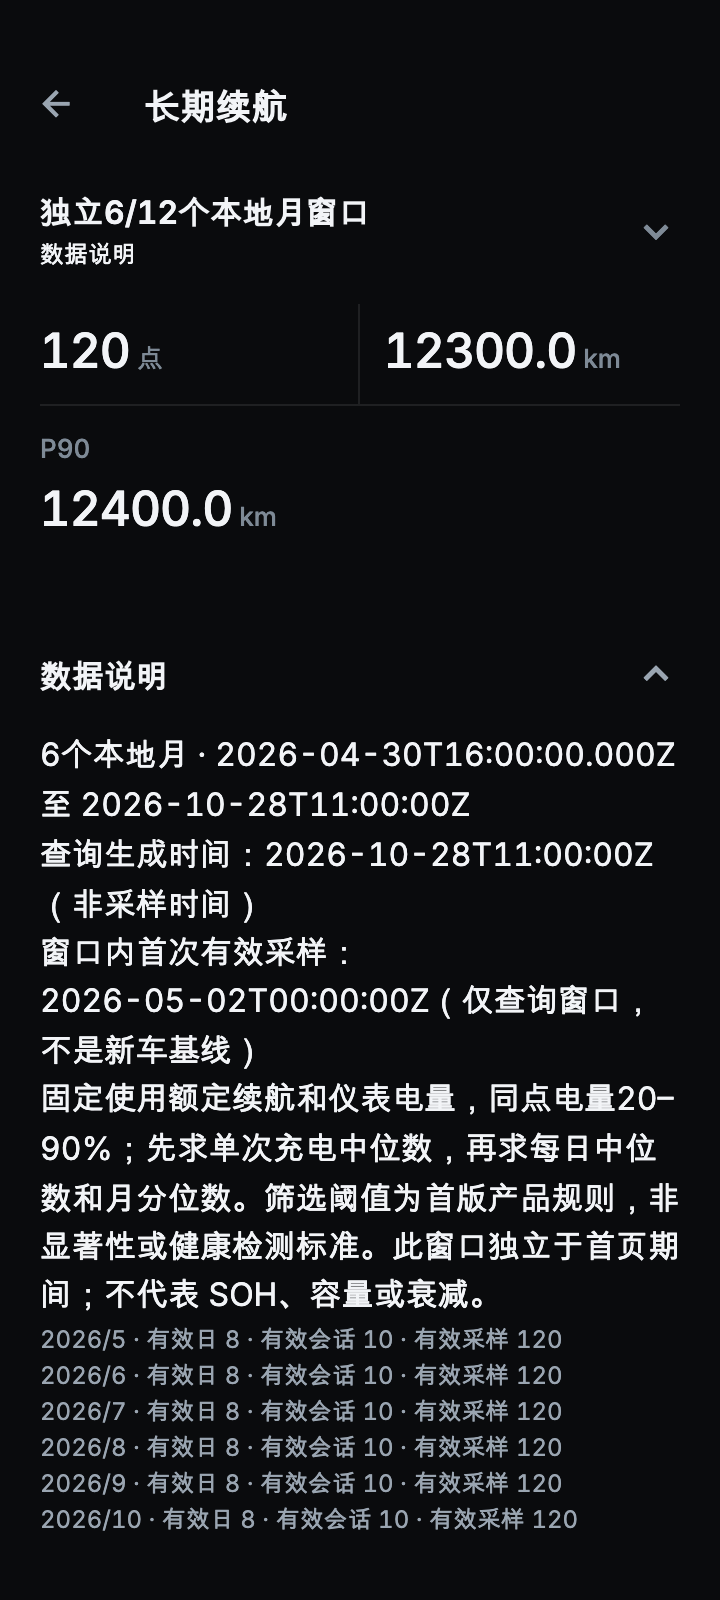 长期续航
独立6/12个本地月窗口
数据说明
120 点
12300.0 km
P90
12400.0 km
数据说明
6个本地月 · 2026-04-30T16:00:00.000Z
至 2026-10-28T11:00:00Z
查询生成时间：2026-10-28T11:00:00Z
（非采样时间）
窗口内首次有效采样：
2026-05-02T00:00:00Z（仅查询窗口，
不是新车基线）
固定使用额定续航和仪表电量，同点电量20–
90%；先求单次充电中位数，再求每日中位
数和月分位数。筛选阈值为首版产品规则，非
显著性或健康检测标准。此窗口独立于首页期
间；不代表 SOH、容量或衰减。
2026/5 · 有效日 8 · 有效会话 10 · 有效采样 120
2026/6 · 有效日 8 · 有效会话 10 · 有效采样 120
2026/7 · 有效日 8 · 有效会话 10 · 有效采样 120
2026/8 · 有效日 8 · 有效会话 10 · 有效采样 120
2026/9 · 有效日 8 · 有效会话 10 · 有效采样 120
2026/10 · 有效日 8 · 有效会话 10 · 有效采样 120